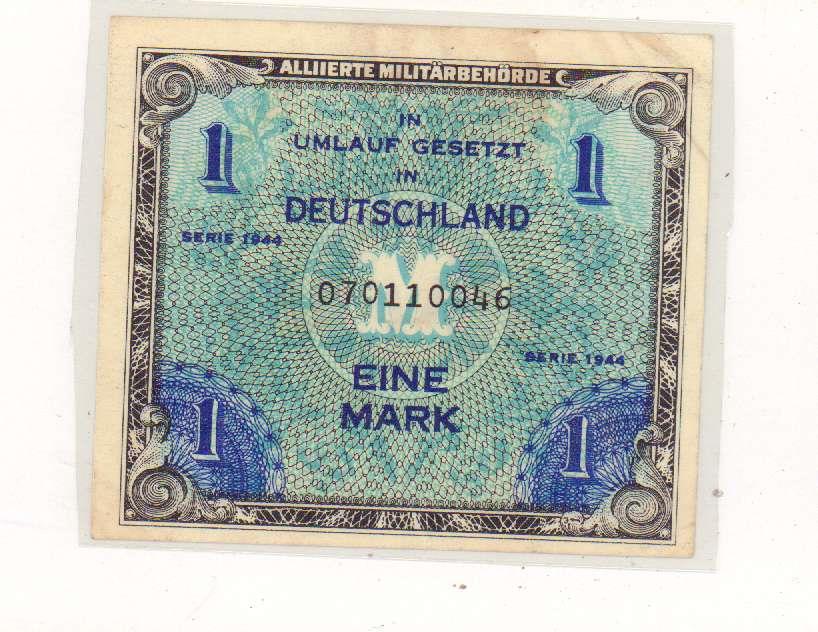 ALLIIERTE MILITÄRBEHÖRDE
IN
UMLAUF GESETZT
1 1
IN
DEUTSCHLAND
SERIE 1944
M
070110046
SERIE 1944
EINE
MARK
1 1